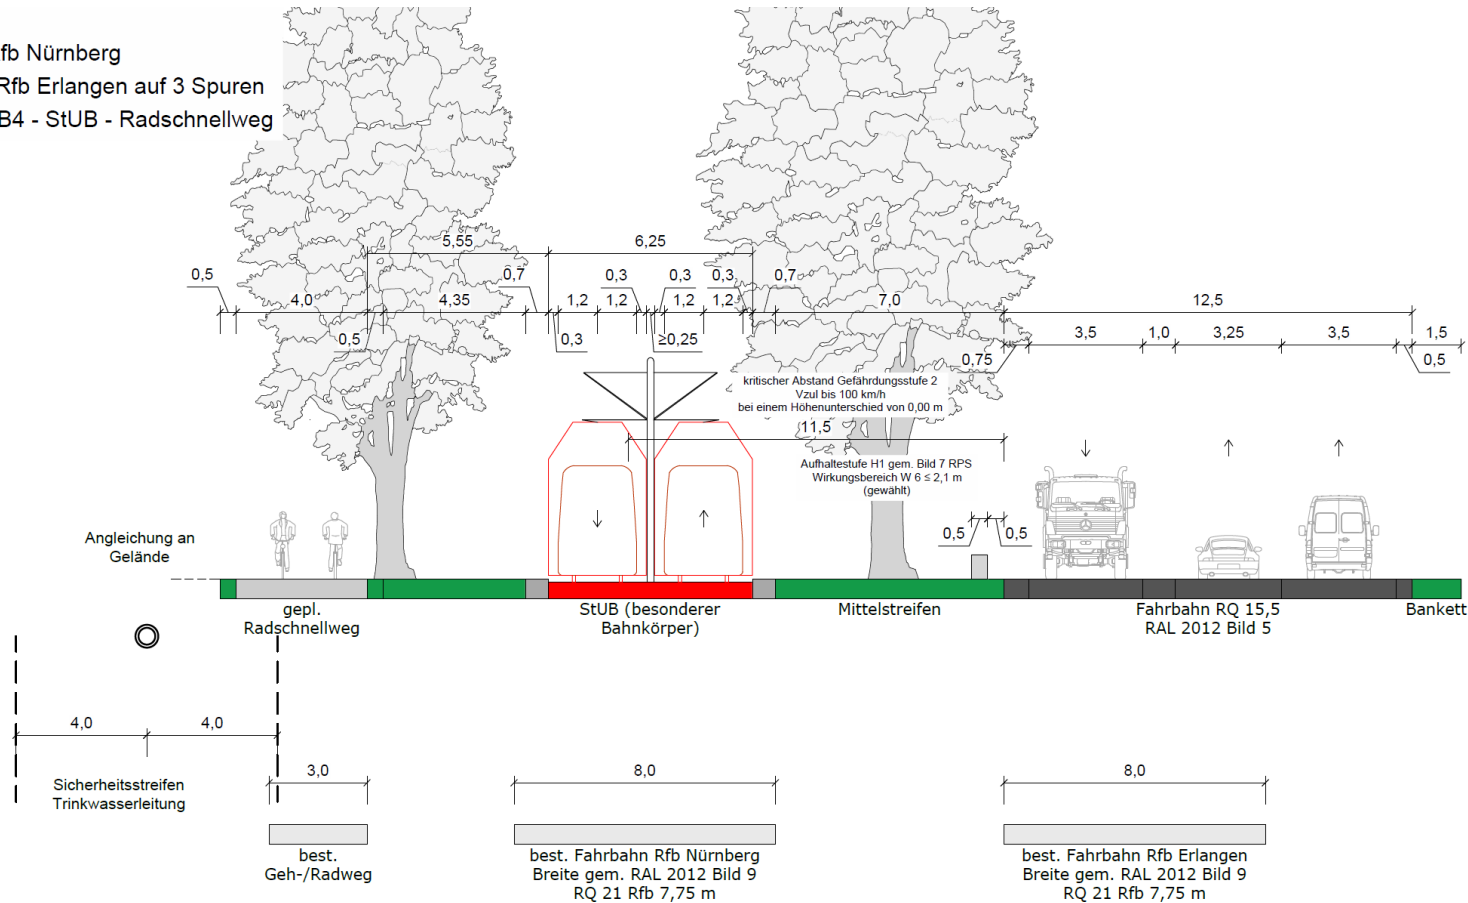 fb Nürnberg
Rfb Erlangen auf 3 Spuren
B4 - StUB - Radschnellweg
5,55
6,25
0,5
0,7
0,3
0,3
0,3
0,7
4,0
4,35
1,2
1,2
1,2
1,2
7,0
12,5
0,5
0,3
≥0,25
3,5
1,0
3,25
3,5
1,5
0,75
0,5
kritischer Abstand Gefährdungsstufe 2
Vzul bis 100 km/h
bei einem Höhenunterschied von 0,00 m
11,5
Aufhaltestufe H1 gem. Bild 7 RPS
Wirkungsbereich W 6 ≤ 2,1 m
(gewählt)
0,5
0,5
Angleichung an
Gelände
gepl.
Radschnellweg
StUB (besonderer
Bahnkörper)
Mittelstreifen
Fahrbahn RQ 15,5
RAL 2012 Bild 5
Bankett
4,0
4,0
Sicherheitsstreifen
Trinkwasserleitung
3,0
8,0
8,0
best.
Geh-/Radweg
best. Fahrbahn Rfb Nürnberg
Breite gem. RAL 2012 Bild 9
RQ 21 Rfb 7,75 m
best. Fahrbahn Rfb Erlangen
Breite gem. RAL 2012 Bild 9
RQ 21 Rfb 7,75 m